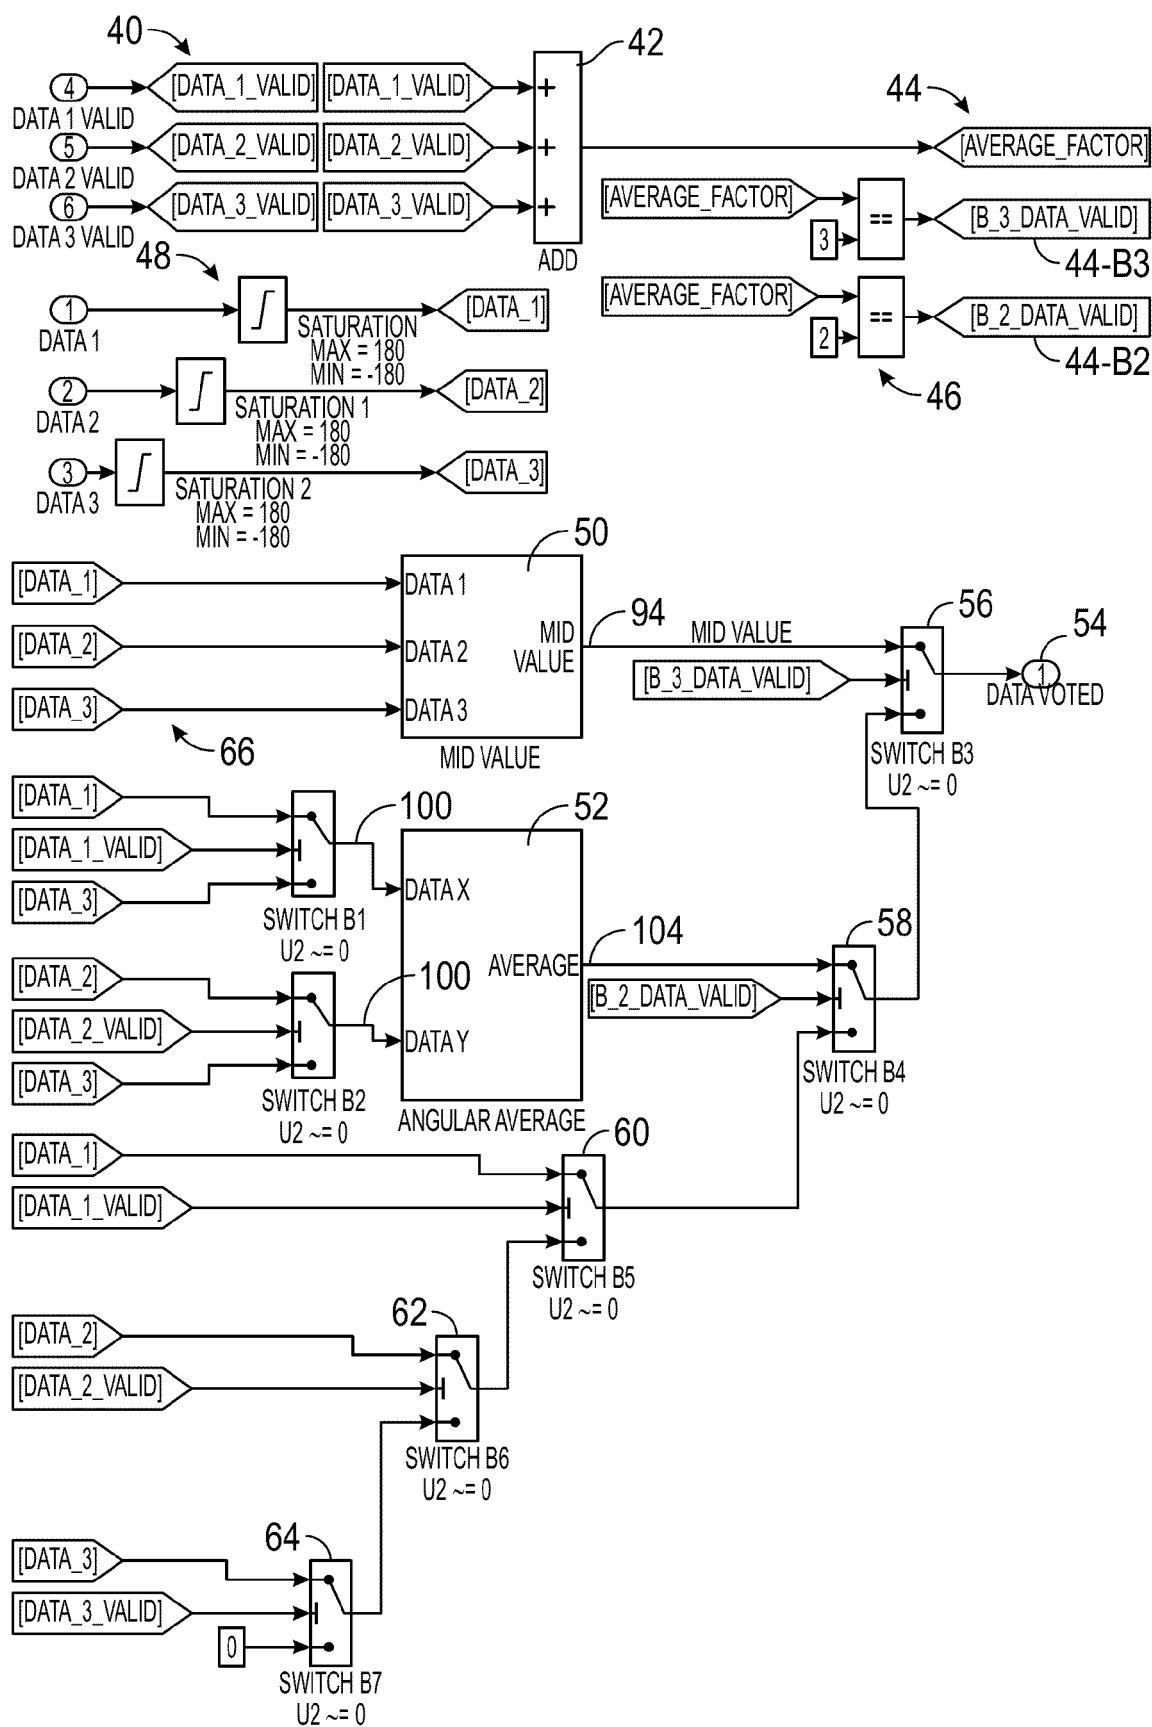 40
42
44
4
[DATA_1_VALID]
[DATA_1_VALID]
+
DATA 1 VALID
5
[DATA_2_VALID]
[DATA_2_VALID]
+
[AVERAGE_FACTOR]
DATA 2 VALID
6
[DATA_3_VALID]
[DATA_3_VALID]
+
DATA 3 VALID
ADD
[AVERAGE_FACTOR]
3
==
[B_3_DATA_VALID]
44-B3
[AVERAGE_FACTOR]
2
==
[B_2_DATA_VALID]
44-B2
46
48
1
DATA 1
SATURATION
MAX = 180
MIN = -180
[DATA_1]
2
DATA 2
SATURATION 1
MAX = 180
MIN = -180
[DATA_2]
3
DATA 3
SATURATION 2
MAX = 180
MIN = -180
[DATA_3]
50
[DATA_1]
DATA 1
[DATA_2]
DATA 2
[DATA_3]
DATA 3
MID
VALUE
MID VALUE
66
94
MID VALUE
[B_3_DATA_VALID]
56
54
1
DATA VOTED
SWITCH B3
U2 ~= 0
[DATA_1]
[DATA_1_VALID]
[DATA_3]
SWITCH B1
U2 ~= 0
100
52
DATA X
AVERAGE
DATA Y
ANGULAR AVERAGE
[DATA_2]
[DATA_2_VALID]
[DATA_3]
SWITCH B2
U2 ~= 0
100
104
[B_2_DATA_VALID]
58
SWITCH B4
U2 ~= 0
[DATA_1]
[DATA_1_VALID]
60
SWITCH B5
U2 ~= 0
[DATA_2]
[DATA_2_VALID]
62
SWITCH B6
U2 ~= 0
[DATA_3]
[DATA_3_VALID]
0
64
SWITCH B7
U2 ~= 0